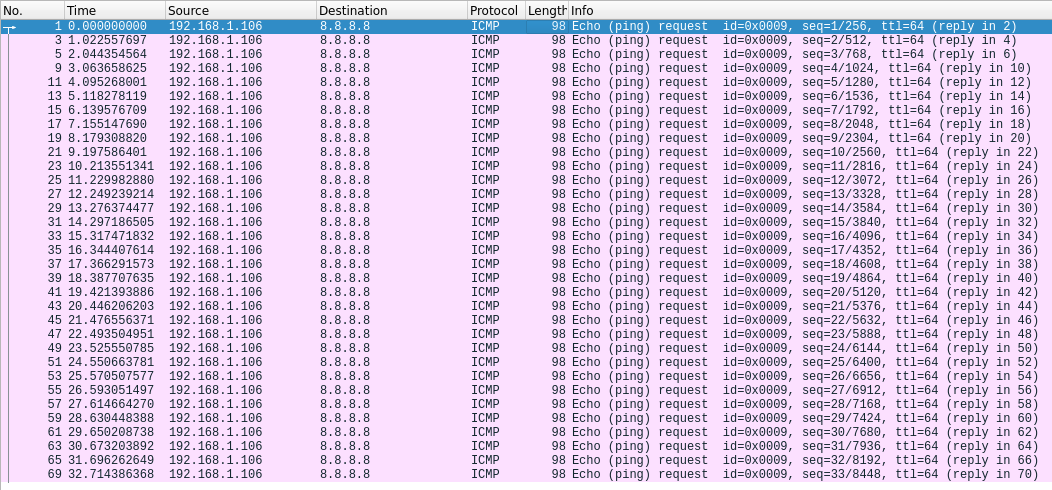 No. Time Source Destination Protocol Length Info
1 0.000000000 192.168.1.106 8.8.8.8 ICMP 98 Echo (ping) request id=0x0009, seq=1/256, ttl=64 (reply in 2)
3 1.022557697 192.168.1.106 8.8.8.8 ICMP 98 Echo (ping) request id=0x0009, seq=2/512, ttl=64 (reply in 4)
5 2.044354564 192.168.1.106 8.8.8.8 ICMP 98 Echo (ping) request id=0x0009, seq=3/768, ttl=64 (reply in 6)
9 3.063658625 192.168.1.106 8.8.8.8 ICMP 98 Echo (ping) request id=0x0009, seq=4/1024, ttl=64 (reply in 10)
11 4.095268001 192.168.1.106 8.8.8.8 ICMP 98 Echo (ping) request id=0x0009, seq=5/1280, ttl=64 (reply in 12)
13 5.118278119 192.168.1.106 8.8.8.8 ICMP 98 Echo (ping) request id=0x0009, seq=6/1536, ttl=64 (reply in 14)
15 6.139576709 192.168.1.106 8.8.8.8 ICMP 98 Echo (ping) request id=0x0009, seq=7/1792, ttl=64 (reply in 16)
17 7.155147690 192.168.1.106 8.8.8.8 ICMP 98 Echo (ping) request id=0x0009, seq=8/2048, ttl=64 (reply in 18)
19 8.179308820 192.168.1.106 8.8.8.8 ICMP 98 Echo (ping) request id=0x0009, seq=9/2304, ttl=64 (reply in 20)
21 9.197586401 192.168.1.106 8.8.8.8 ICMP 98 Echo (ping) request id=0x0009, seq=10/2560, ttl=64 (reply in 22)
23 10.213551341 192.168.1.106 8.8.8.8 ICMP 98 Echo (ping) request id=0x0009, seq=11/2816, ttl=64 (reply in 24)
25 11.229982880 192.168.1.106 8.8.8.8 ICMP 98 Echo (ping) request id=0x0009, seq=12/3072, ttl=64 (reply in 26)
27 12.249239214 192.168.1.106 8.8.8.8 ICMP 98 Echo (ping) request id=0x0009, seq=13/3328, ttl=64 (reply in 28)
29 13.276374477 192.168.1.106 8.8.8.8 ICMP 98 Echo (ping) request id=0x0009, seq=14/3584, ttl=64 (reply in 30)
31 14.297186505 192.168.1.106 8.8.8.8 ICMP 98 Echo (ping) request id=0x0009, seq=15/3840, ttl=64 (reply in 32)
33 15.317471832 192.168.1.106 8.8.8.8 ICMP 98 Echo (ping) request id=0x0009, seq=16/4096, ttl=64 (reply in 34)
35 16.344407614 192.168.1.106 8.8.8.8 ICMP 98 Echo (ping) request id=0x0009, seq=17/4352, ttl=64 (reply in 36)
37 17.366291573 192.168.1.106 8.8.8.8 ICMP 98 Echo (ping) request id=0x0009, seq=18/4608, ttl=64 (reply in 38)
39 18.387707635 192.168.1.106 8.8.8.8 ICMP 98 Echo (ping) request id=0x0009, seq=19/4864, ttl=64 (reply in 40)
41 19.421393886 192.168.1.106 8.8.8.8 ICMP 98 Echo (ping) request id=0x0009, seq=20/5120, ttl=64 (reply in 42)
43 20.446206203 192.168.1.106 8.8.8.8 ICMP 98 Echo (ping) request id=0x0009, seq=21/5376, ttl=64 (reply in 44)
45 21.476556371 192.168.1.106 8.8.8.8 ICMP 98 Echo (ping) request id=0x0009, seq=22/5632, ttl=64 (reply in 46)
47 22.493504951 192.168.1.106 8.8.8.8 ICMP 98 Echo (ping) request id=0x0009, seq=23/5888, ttl=64 (reply in 48)
49 23.525550785 192.168.1.106 8.8.8.8 ICMP 98 Echo (ping) request id=0x0009, seq=24/6144, ttl=64 (reply in 50)
51 24.550663781 192.168.1.106 8.8.8.8 ICMP 98 Echo (ping) request id=0x0009, seq=25/6400, ttl=64 (reply in 52)
53 25.570507577 192.168.1.106 8.8.8.8 ICMP 98 Echo (ping) request id=0x0009, seq=26/6656, ttl=64 (reply in 54)
55 26.593051497 192.168.1.106 8.8.8.8 ICMP 98 Echo (ping) request id=0x0009, seq=27/6912, ttl=64 (reply in 56)
57 27.614664270 192.168.1.106 8.8.8.8 ICMP 98 Echo (ping) request id=0x0009, seq=28/7168, ttl=64 (reply in 58)
59 28.630448388 192.168.1.106 8.8.8.8 ICMP 98 Echo (ping) request id=0x0009, seq=29/7424, ttl=64 (reply in 60)
61 29.650208738 192.168.1.106 8.8.8.8 ICMP 98 Echo (ping) request id=0x0009, seq=30/7680, ttl=64 (reply in 62)
63 30.673203892 192.168.1.106 8.8.8.8 ICMP 98 Echo (ping) request id=0x0009, seq=31/7936, ttl=64 (reply in 64)
65 31.696262649 192.168.1.106 8.8.8.8 ICMP 98 Echo (ping) request id=0x0009, seq=32/8192, ttl=64 (reply in 66)
69 32.714386368 192.168.1.106 8.8.8.8 ICMP 98 Echo (ping) request id=0x0009, seq=33/8448, ttl=64 (reply in 70)